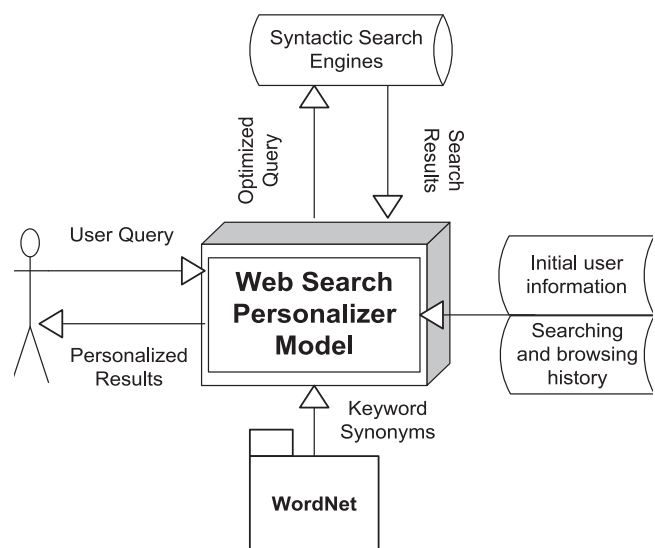 Syntactic Search
Engines
Optimized
Query
Search
Results
User Query
Web Search
Personalizer
Model
Initial user
information
Searching
and browsing
history
Personalized
Results
Keyword
Synonyms
WordNet